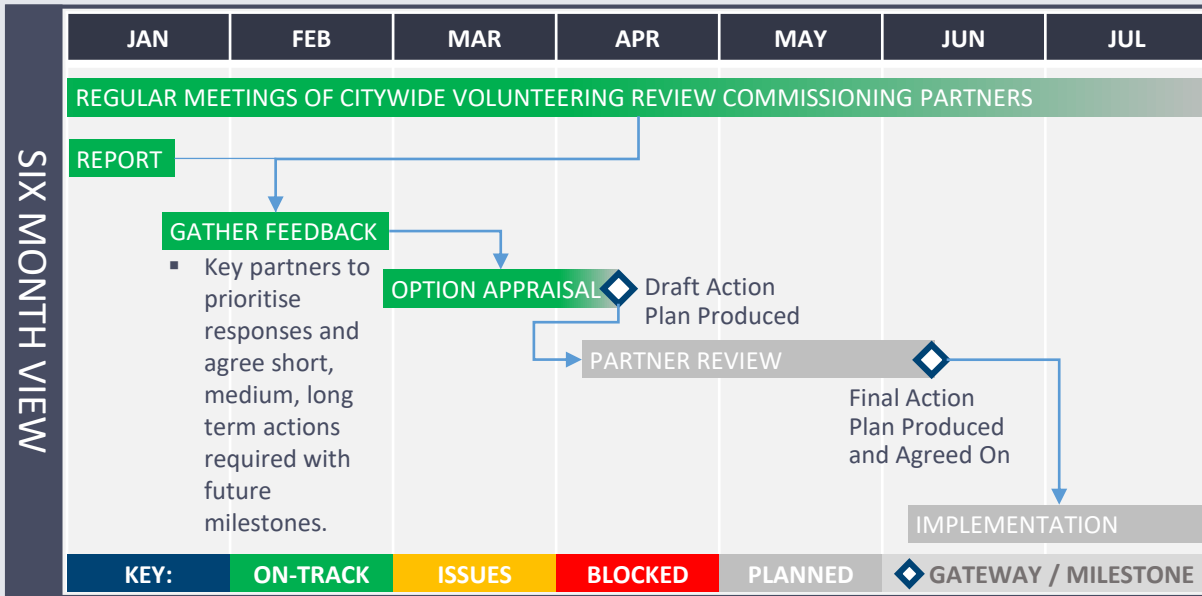 SIX MONTH VIEW
JAN FEB MAR APR MAY JUN JUL
REGULAR MEETINGS OF CITYWIDE VOLUNTEERING REVIEW COMMISSIONING PARTNERS
REPORT
GATHER FEEDBACK
▪ Key partners to
prioritise
responses and
agree short,
medium, long
term actions
required with
future
milestones.
OPTION APPRAISAL
Draft Action
Plan Produced
PARTNER REVIEW
Final Action
Plan Produced
and Agreed On
IMPLEMENTATION
KEY: ON-TRACK ISSUES BLOCKED PLANNED GATEWAY / MILESTONE